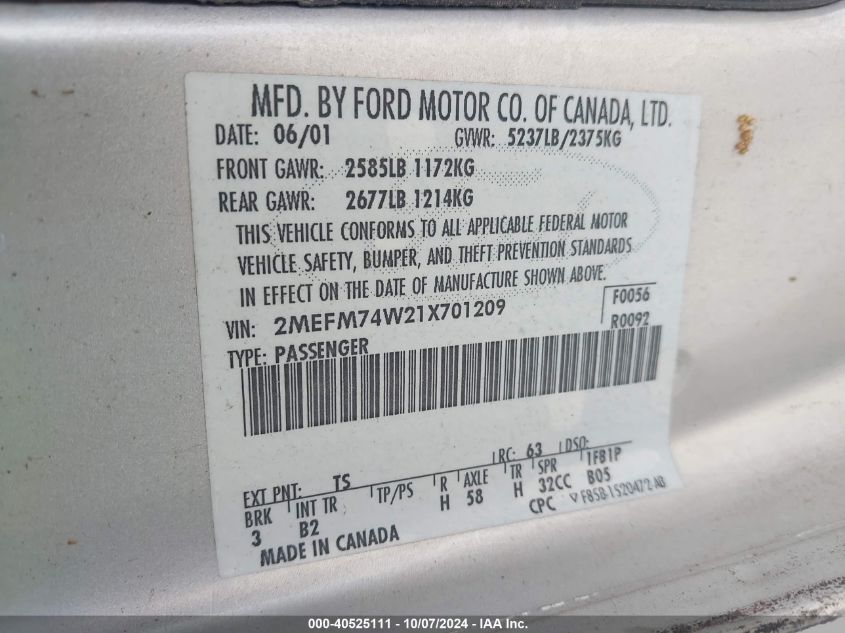 MFD. BY FORD MOTOR CO. OF CANADA, LTD.
DATE: 06/01 GVWR: 5237LB/2375KG
FRONT GAWR: 2585LB 1172KG
REAR GAWR: 2677LB 1214KG
THIS VEHICLE CONFORMS TO ALL APPLICABLE FEDERAL MOTOR
VEHICLE SAFETY, BUMPER, AND THEFT PREVENTION STANDARDS
IN EFFECT ON THE DATE OF MANUFACTURE SHOWN ABOVE.
F0056
VIN: 2MEFM74W21X701209
R0092
TYPE: PASSENGER
RC: 63 DSO:
EXT PNT: TS TP/PS R AXLE TR SPR 1FB1P
BRK INT TR H 58 H 32CC B05
3 B2 CPC ▽ F85B-1520472-AB
MADE IN CANADA
000-40525111 - 10/07/2024 - IAA Inc.